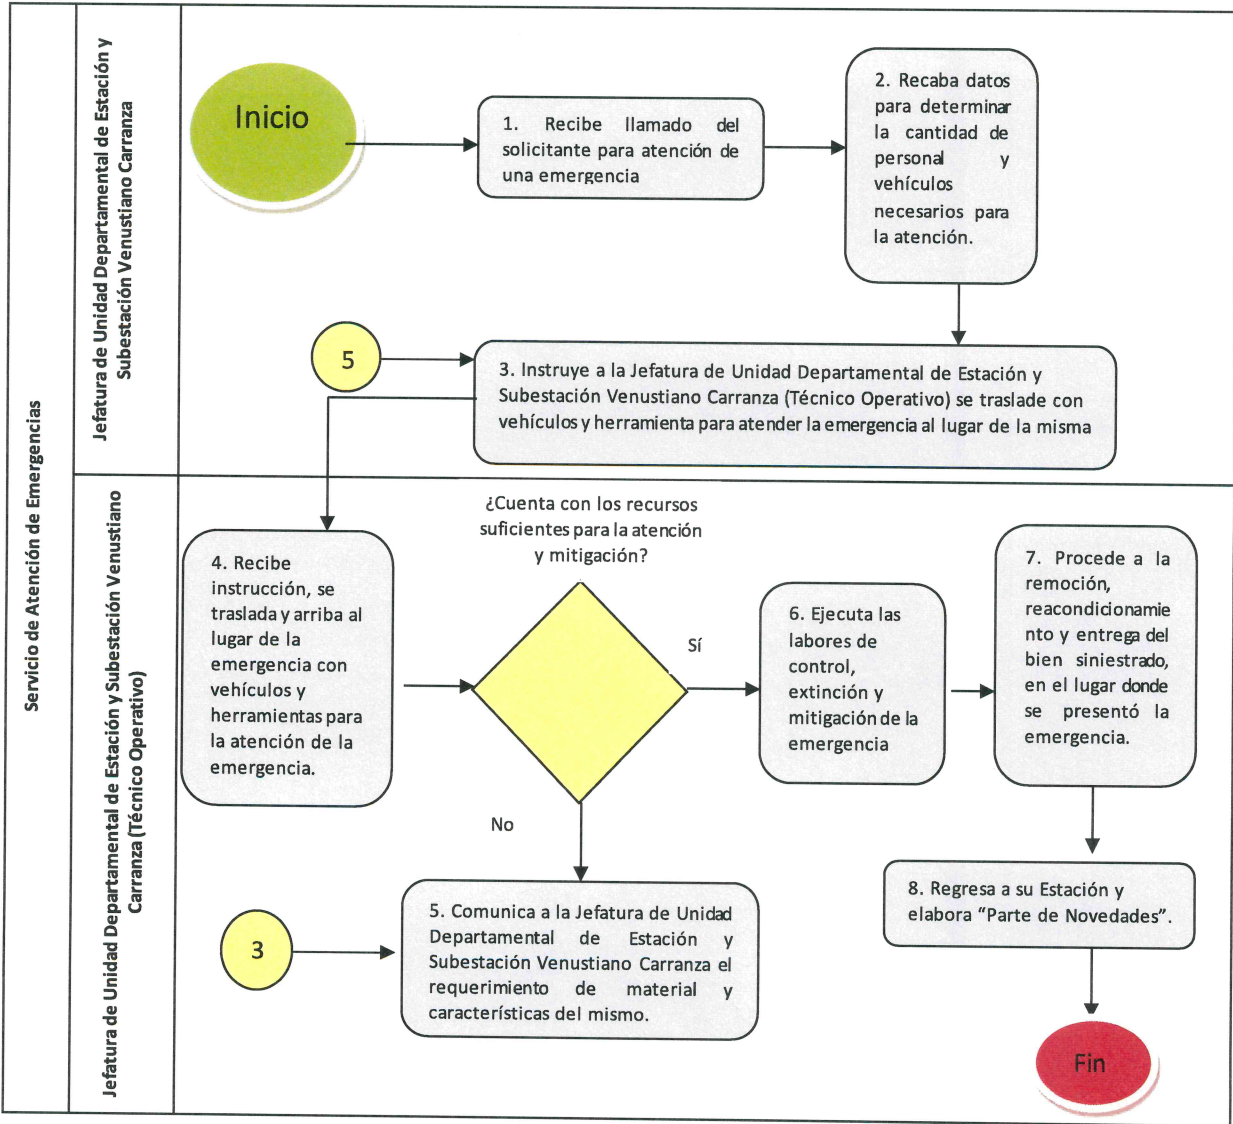 Servicio de Atención de Emergencias
Jefatura de Unidad Departamental de Estación y
Subestación Venustiano Carranza
Inicio
1. Recibe llamado del
solicitante para atención de
una emergencia
2. Recaba datos
para determinar
la cantidad de
personal y
vehículos
necesarios para
la atención.
5
3. Instruye a la Jefatura de Unidad Departamental de Estación y
Subestación Venustiano Carranza (Técnico Operativo) se traslade con
vehículos y herramienta para atender la emergencia al lugar de la misma
Jefatura de Unidad Departamental de Estación y Subestación Venustiano
Carranza (Técnico Operativo)
4. Recibe
instrucción, se
traslada y arriba al
lugar de la
emergencia con
vehículos y
herramientas para
la atención de la
emergencia.
¿Cuenta con los recursos
suficientes para la atención
y mitigación?
Sí
No
6. Ejecuta las
labores de
control,
extinción y
mitigación de la
emergencia
7. Procede a la
remoción,
reacondicionamie
nto y entrega del
bien siniestrado,
en el lugar donde
se presentó la
emergencia.
3
5. Comunica a la Jefatura de Unidad
Departamental de Estación y
Subestación Venustiano Carranza el
requerimiento de material y
características del mismo.
8. Regresa a su Estación y
elabora “Parte de Novedades”.
Fin